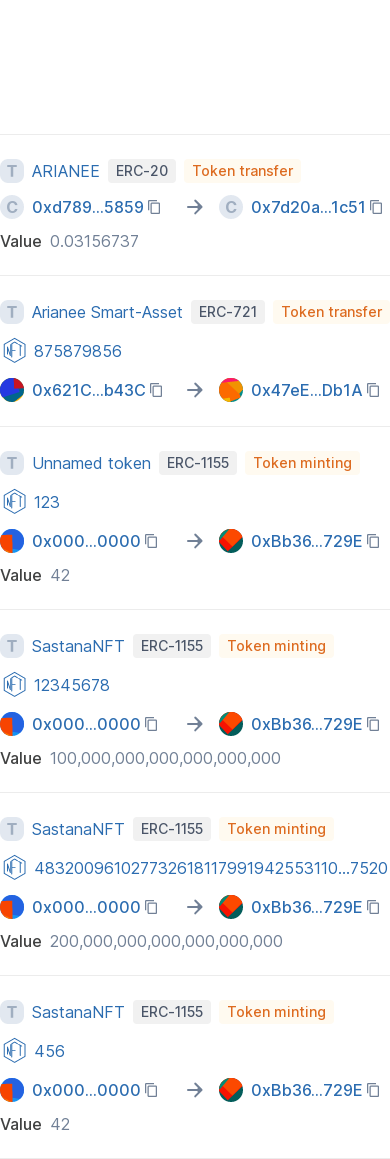 T ARIANEE ERC-20 Token transfer
C 0xd789...5859 → C 0x7d20a...1c51
Value 0.03156737
T Arianee Smart-Asset ERC-721 Token transfer
NFT 875879856
0x621C...b43C → 0x47eE...Db1A
T Unnamed token ERC-1155 Token minting
NFT 123
0x000...0000 → 0xBb36...729E
Value 42
T SastanaNFT ERC-1155 Token minting
NFT 12345678
0x000...0000 → 0xBb36...729E
Value 100,000,000,000,000,000,000
T SastanaNFT ERC-1155 Token minting
NFT 48320096102773261811799194255​3110...7520
0x000...0000 → 0xBb36...729E
Value 200,000,000,000,000,000,000
T SastanaNFT ERC-1155 Token minting
NFT 456
0x000...0000 → 0xBb36...729E
Value 42